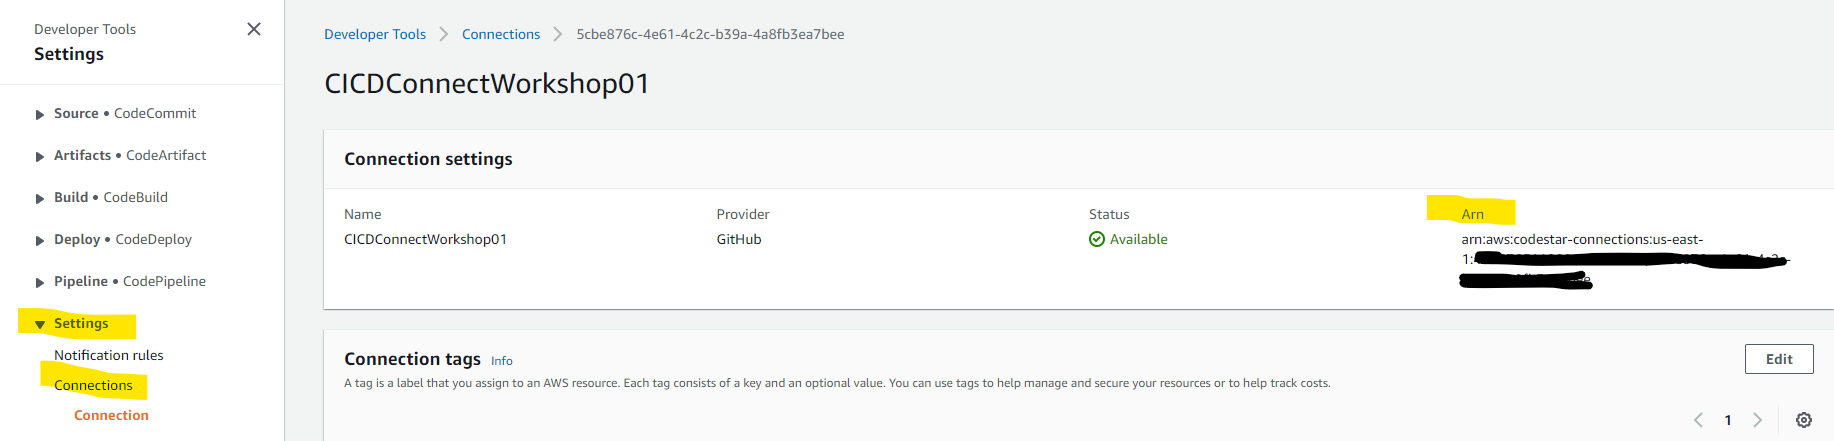 Developer Tools
Settings
Source • CodeCommit
Artifacts • CodeArtifact
Build • CodeBuild
Deploy • CodeDeploy
Pipeline • CodePipeline
Settings
Notification rules
Connections
Connection
Developer Tools
Connections
5cbe876c-4e61-4c2c-b39a-4a8fb3ea7bee
CICDConnectWorkshop01
Connection settings
Name
CICDConnectWorkshop01
Provider
GitHub
Status
Available
Arn
arn:aws:codestar-connections:us-east-
1:
Connection tags Info
Edit
A tag is a label that you assign to an AWS resource. Each tag consists of a key and an optional value. You can use tags to help manage and secure your resources or to help track costs.
1